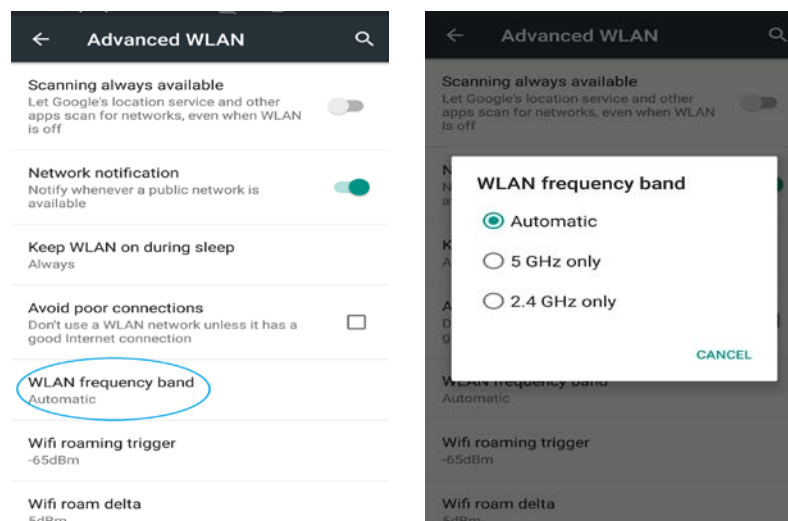 Advanced WLAN
Scanning always available
Let Google's location service and other
apps scan for networks, even when WLAN
is off
Network notification
Notify whenever a public network is
available
Keep WLAN on during sleep
Always
Avoid poor connections
Don't use a WLAN network unless it has a
good Internet connection
WLAN frequency band
Automatic
Wifi roaming trigger
-65dBm
Wifi roam delta
5dBm
Advanced WLAN
Scanning always available
Let Google's location service and other
apps scan for networks, even when WLAN
is off
WLAN frequency band
Automatic
5 GHz only
2.4 GHz only
CANCEL
WLAN frequency band
Automatic
Wifi roaming trigger
-65dBm
Wifi roam delta
5dBm